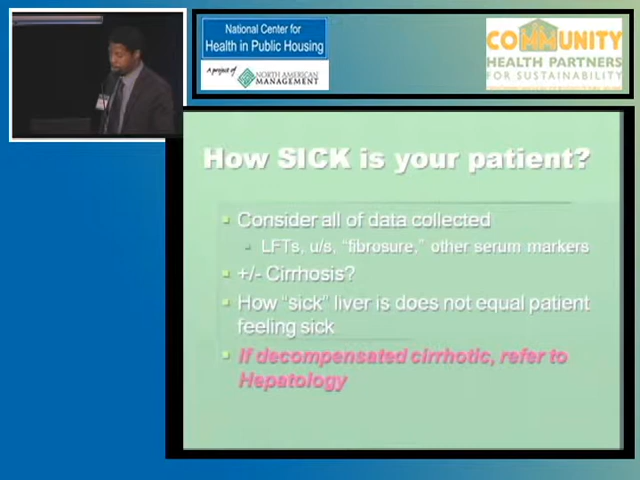 National Center for
Health in Public Housing
A project of
NORTH AMERICAN
MANAGEMENT
COMMUNITY
HEALTH PARTNERS
FOR SUSTAINABILITY
How SICK is your patient?
Consider all of data collected
LFTs, u/s, “fibrosure,” other serum markers
+/- Cirrhosis?
How “sick” liver is does not equal patient
feeling sick
If decompensated cirrhotic, refer to
Hepatology